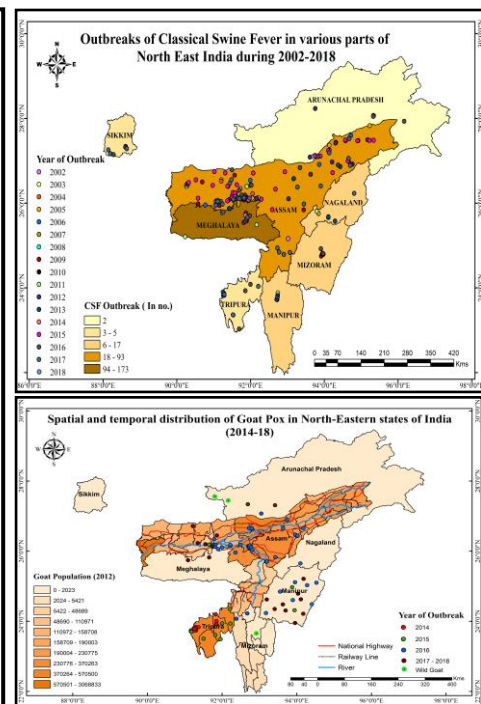 Outbreaks of Classical Swine Fever in various parts of
North East India during 2002-2018
N
W
E
S
ARUNACHAL PRADESH
SIKKIM
NAGALAND
ASSAM
MEGHALAYA
MIZORAM
TRIPURA
MANIPUR
Year of Outbreak
2002
2003
2004
2005
2006
2007
2008
2009
2010
2011
2012
2013
2014
2015
2016
2017
2018
CSF Outbreak ( In no.)
2
3 - 5
6 - 17
18 - 93
94 - 173
0 35 70 140 210 280 350 420
Kms
86°0'0"E 88°0'0"E 90°0'0"E 92°0'0"E 94°0'0"E 96°0'0"E 98°0'0"E
Spatial and temporal distribution of Goat Pox in North-Eastern states of India
(2014-18)
Arunachal Pradesh
Sikkim
Assam
Nagaland
Meghalaya
Manipur
Tripura
Mizoram
Goat Population (2012)
0 - 2023
2024 - 5421
5422 - 48689
48690 - 110971
110972 - 158708
158709 - 190003
190004 - 230775
230776 - 370263
370264 - 570500
570501 - 3068833
Year of Outbreak
2014
2015
2016
2017 - 2018
Wild Goat
National Highway
Railway Line
River
80 40 0 80 160 240 320 400
Kms
88°0'0"E 90°0'0"E 92°0'0"E 94°0'0"E 96°0'0"E